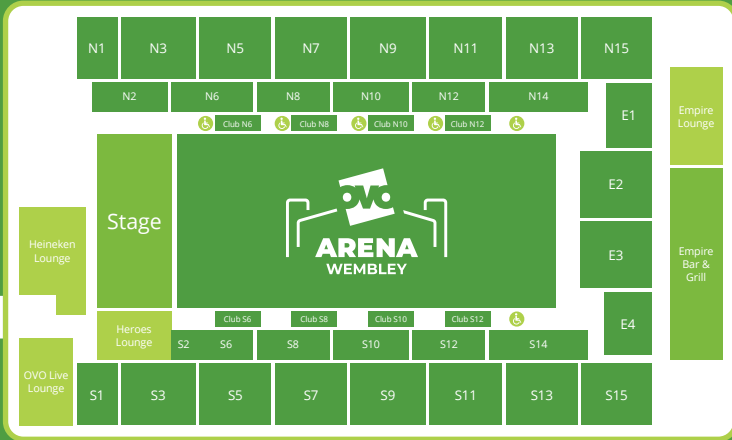 N1
N3
N5
N7
N9
N11
N13
N15
N2
N6
N8
N10
N12
N14
Club N6
Club N8
Club N10
Club N12
E1
E2
E3
E4
Empire
Lounge
Empire
Bar &
Grill
Stage
OVO
ARENA
WEMBLEY
Heineken
Lounge
Heroes
Lounge
OVO Live
Lounge
Club S6
Club S8
Club S10
Club S12
S2
S6
S8
S10
S12
S14
S1
S3
S5
S7
S9
S11
S13
S15